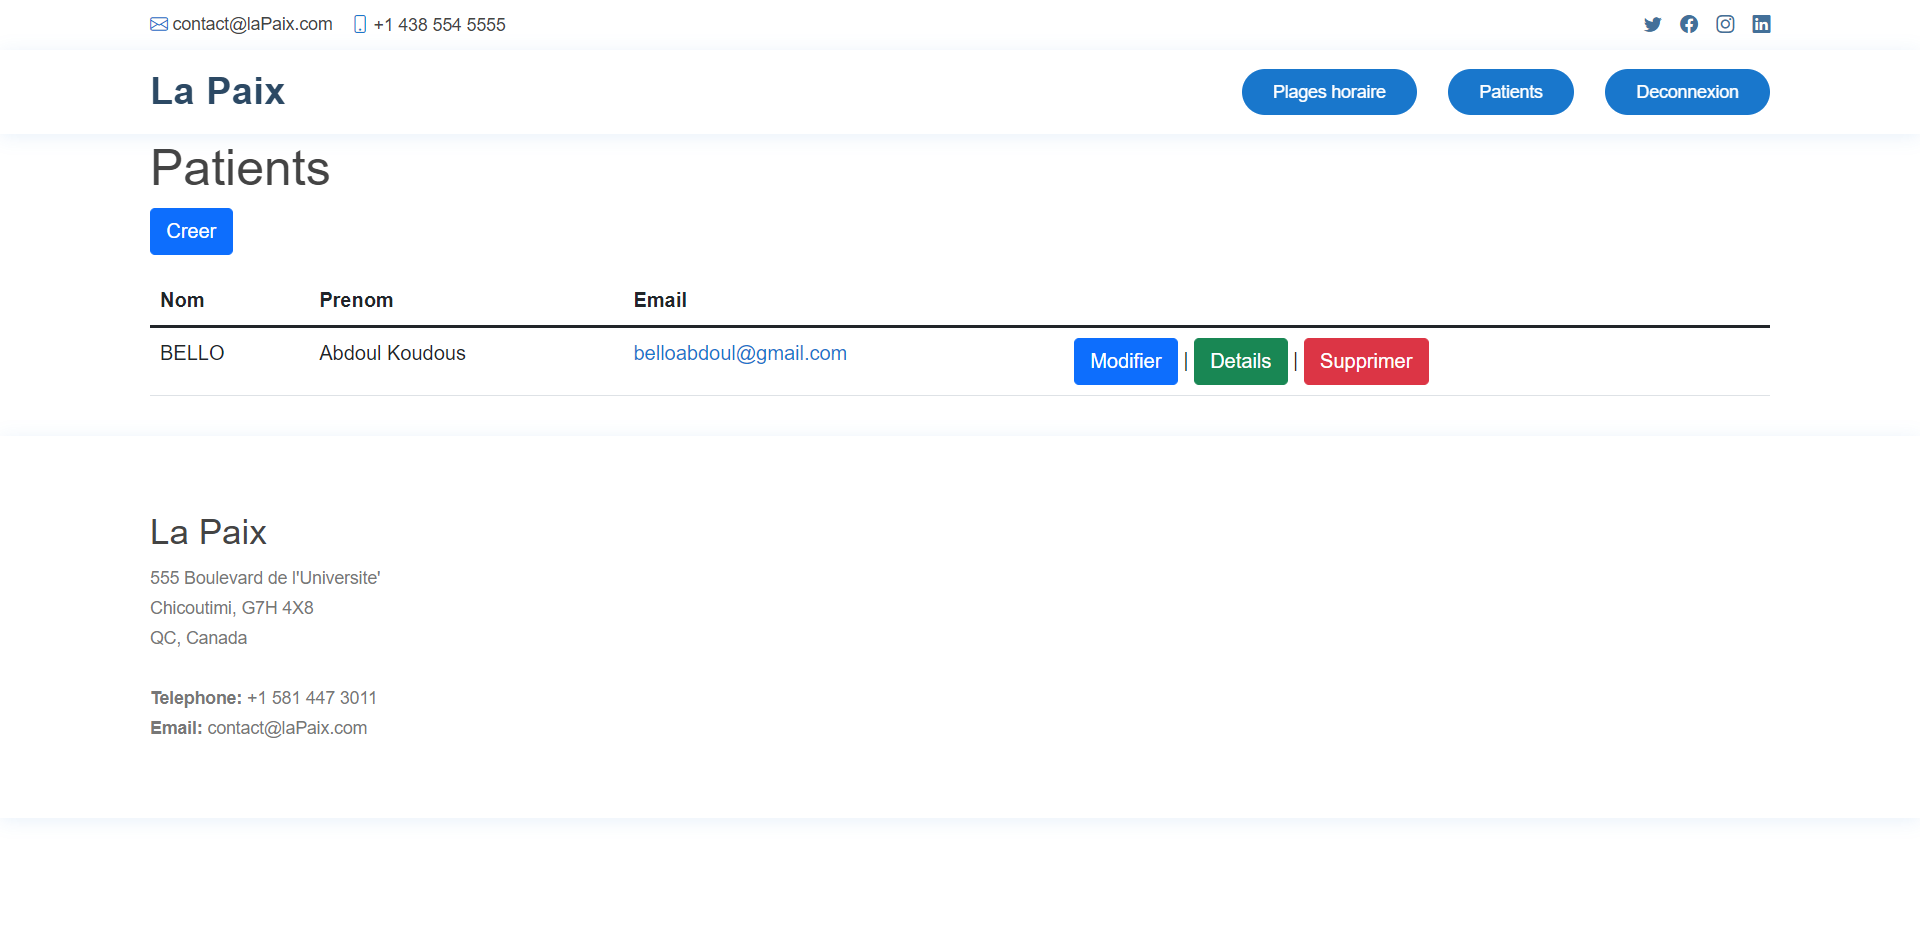 contact@laPaix.com +1 438 554 5555
La Paix Plages horaire Patients Deconnexion
Patients
Creer
Nom Prenom Email
BELLO Abdoul Koudous belloabdoul@gmail.com Modifier | Details | Supprimer
La Paix
555 Boulevard de l'Universite'
Chicoutimi, G7H 4X8
QC, Canada
Telephone: +1 581 447 3011
Email: contact@laPaix.com